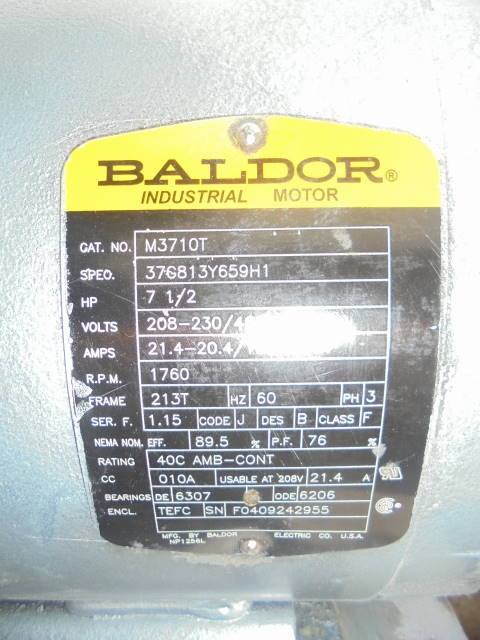 BALDOR®
INDUSTRIAL MOTOR
CAT. NO. M3710T
SPEC. 37G813Y659H1
HP 7 1/2
VOLTS 208-230/4
AMPS 21.4-20.4/
R.P.M. 1760
FRAME 213T HZ 60 PH 3
SER. F. 1.15 CODE J DES B CLASS F
NEMA NOM. EFF. 89.5 % P.F. 76 %
RATING 40C AMB-CONT
CC 010A USABLE AT 208V 21.4 A
BEARINGS DE 6307 ODE 6206
ENCL. TEFC SN F0409242955
MFG. BY BALDOR ELECTRIC CO. U.S.A.
NP1256L